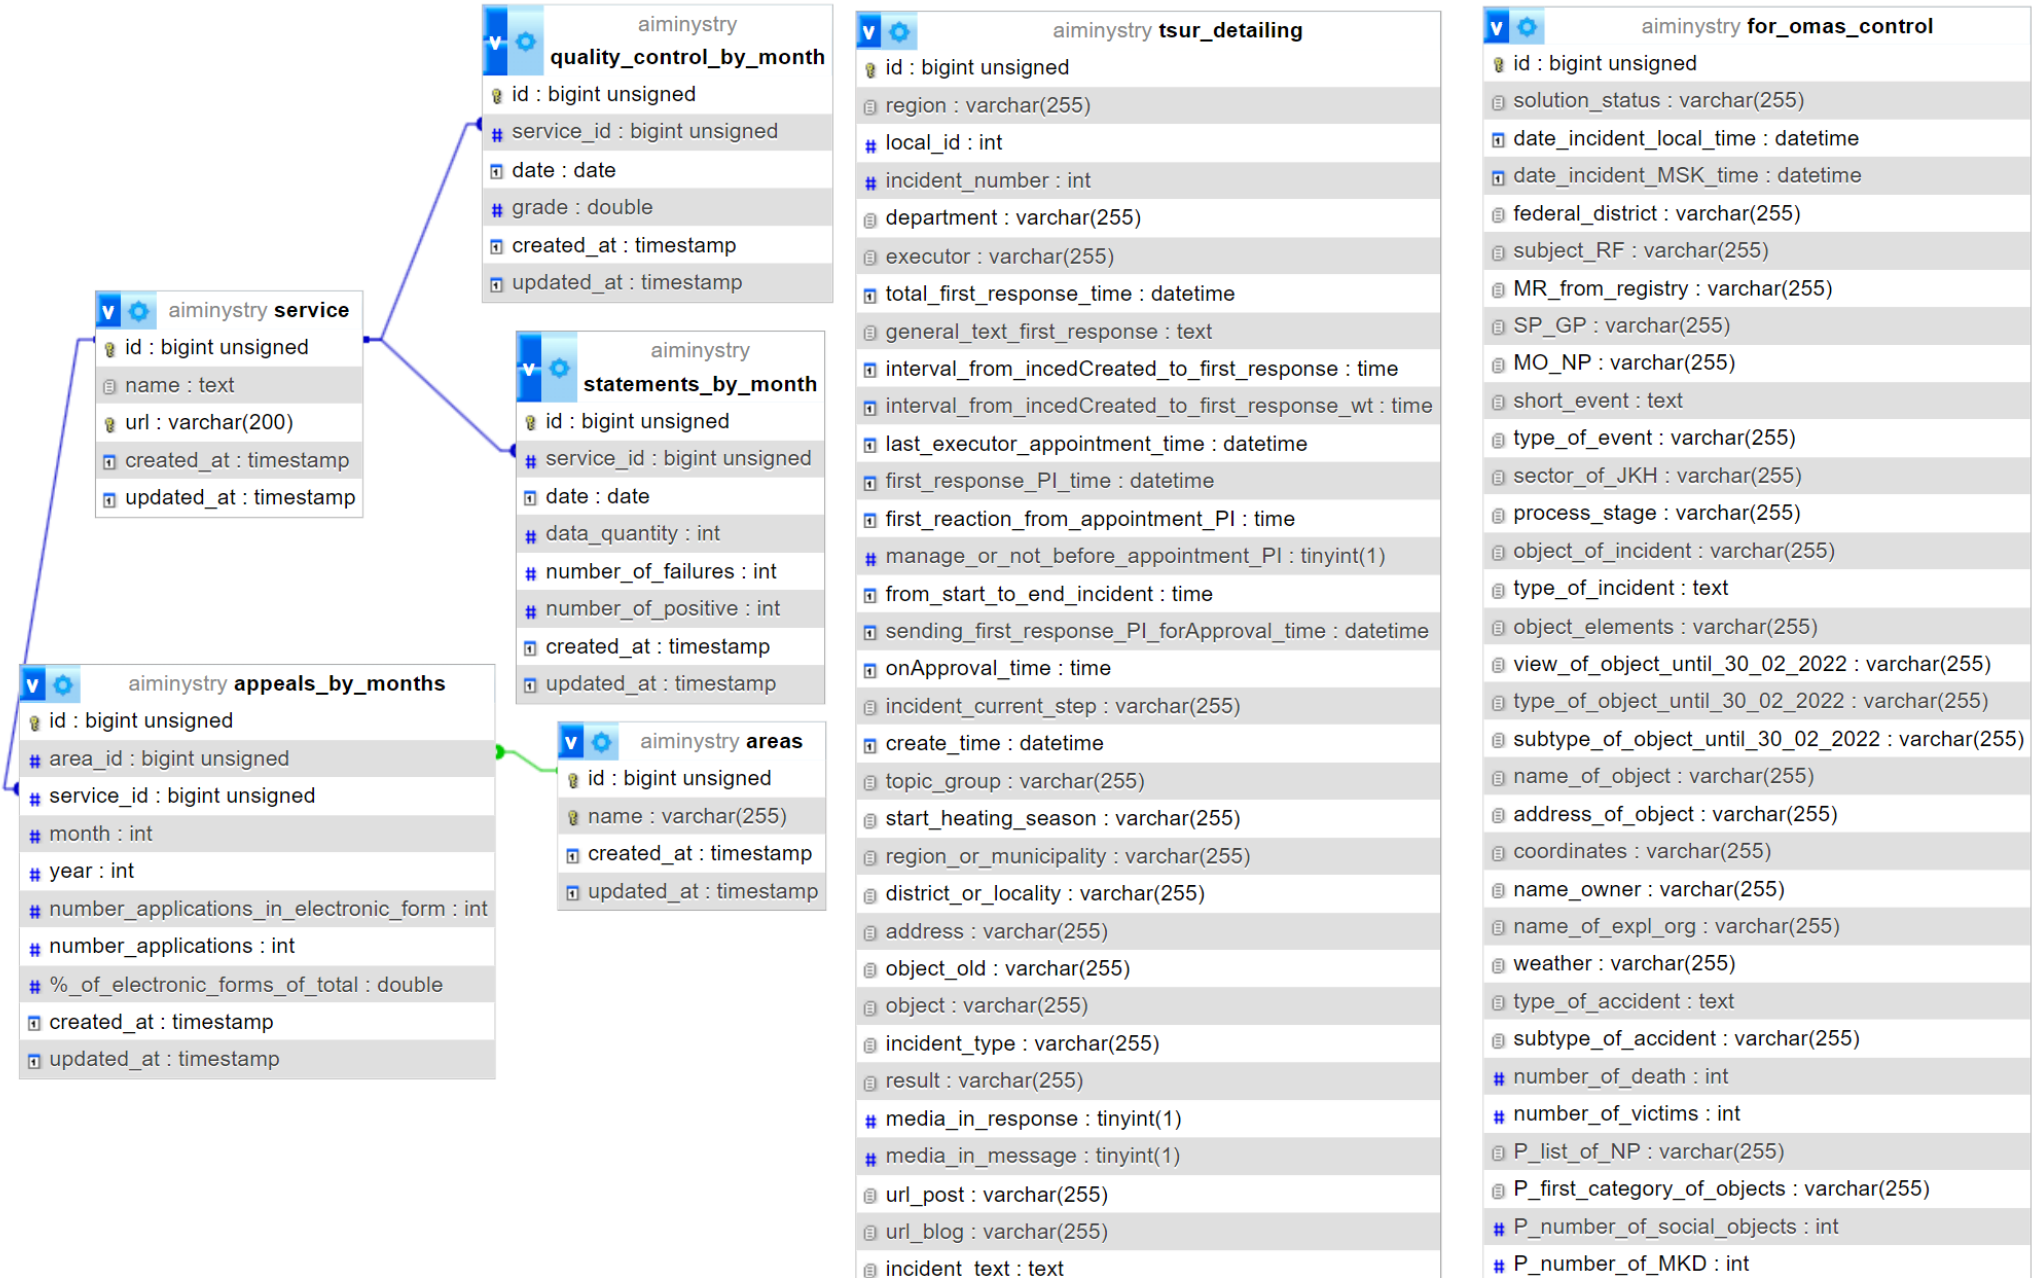 aiministry service
id : bigint unsigned
name : text
url : varchar(200)
created_at : timestamp
updated_at : timestamp
aiminystry
quality_control_by_month
id : bigint unsigned
service_id : bigint unsigned
date : date
grade : double
created_at : timestamp
updated_at : timestamp
aiminystry
statements_by_month
id : bigint unsigned
service_id : bigint unsigned
date : date
data_quantity : int
number_of_failures : int
number_of_positive : int
created_at : timestamp
updated_at : timestamp
aiminystry appeals_by_months
id : bigint unsigned
area_id : bigint unsigned
service_id : bigint unsigned
month : int
year : int
number_applications_in_electronic_form : int
number_applications : int
%_of_electronic_forms_of_total : double
created_at : timestamp
updated_at : timestamp
aiminystry areas
id : bigint unsigned
name : varchar(255)
created_at : timestamp
updated_at : timestamp
aiminystry tsur_detailing
id : bigint unsigned
region : varchar(255)
local_id : int
incident_number : int
department : varchar(255)
executor : varchar(255)
total_first_response_time : datetime
general_text_first_response : text
interval_from_incedCreated_to_first_response : time
interval_from_incedCreated_to_first_response_wt : time
last_executor_appointment_time : datetime
first_response_PI_time : datetime
first_reaction_from_appointment_PI : time
manage_or_not_before_appointment_PI : tinyint(1)
from_start_to_end_incident : time
sending_first_response_PI_forApproval_time : datetime
onApproval_time : time
incident_current_step : varchar(255)
create_time : datetime
topic_group : varchar(255)
start_heating_season : varchar(255)
region_or_municipality : varchar(255)
district_or_locality : varchar(255)
address : varchar(255)
object_old : varchar(255)
object : varchar(255)
incident_type : varchar(255)
result : varchar(255)
media_in_response : tinyint(1)
media_in_message : tinyint(1)
url_post : varchar(255)
url_blog : varchar(255)
incident_text : text
aiminystry for_omas_control
id : bigint unsigned
solution_status : varchar(255)
date_incident_local_time : datetime
date_incident_MSK_time : datetime
federal_district : varchar(255)
subject_RF : varchar(255)
MR_from_registry : varchar(255)
SP_GP : varchar(255)
MO_NP : varchar(255)
short_event : text
type_of_event : varchar(255)
sector_of_JKH : varchar(255)
process_stage : varchar(255)
object_of_incident : varchar(255)
type_of_incident : text
object_elements : varchar(255)
view_of_object_until_30_02_2022 : varchar(255)
type_of_object_until_30_02_2022 : varchar(255)
subtype_of_object_until_30_02_2022 : varchar(255)
name_of_object : varchar(255)
address_of_object : varchar(255)
coordinates : varchar(255)
name_owner : varchar(255)
name_of_expl_org : varchar(255)
weather : varchar(255)
type_of_accident : text
subtype_of_accident : varchar(255)
number_of_death : int
number_of_victims : int
P_list_of_NP : varchar(255)
P_first_category_of_objects : varchar(255)
P_number_of_social_objects : int
P_number_of_MKD : int